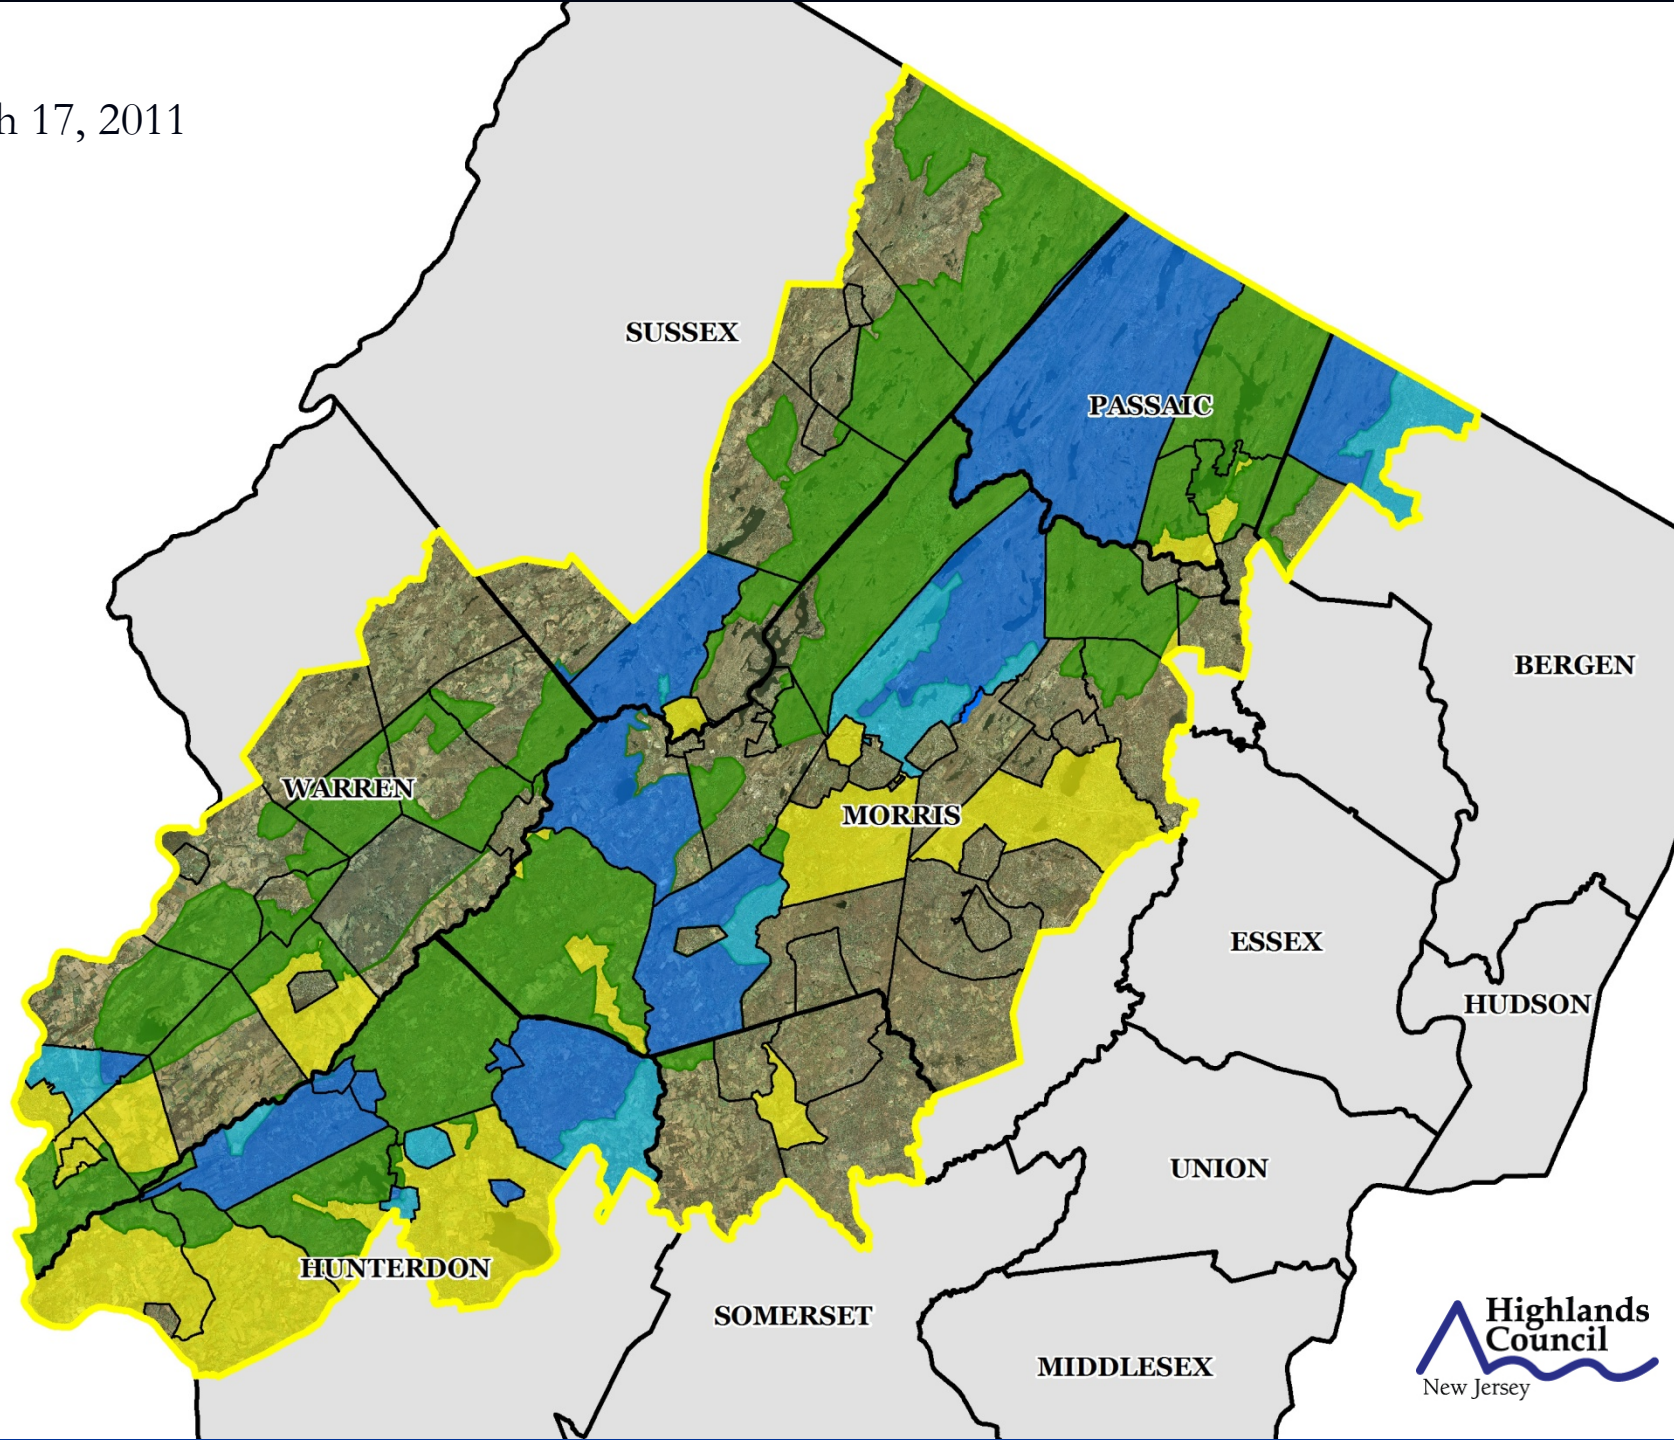 h 17, 2011
SUSSEX
PASSAIC
BERGEN
WARREN
MORRIS
ESSEX
HUDSON
UNION
HUNTERDON
SOMERSET
MIDDLESEX
Highlands
Council
New Jersey